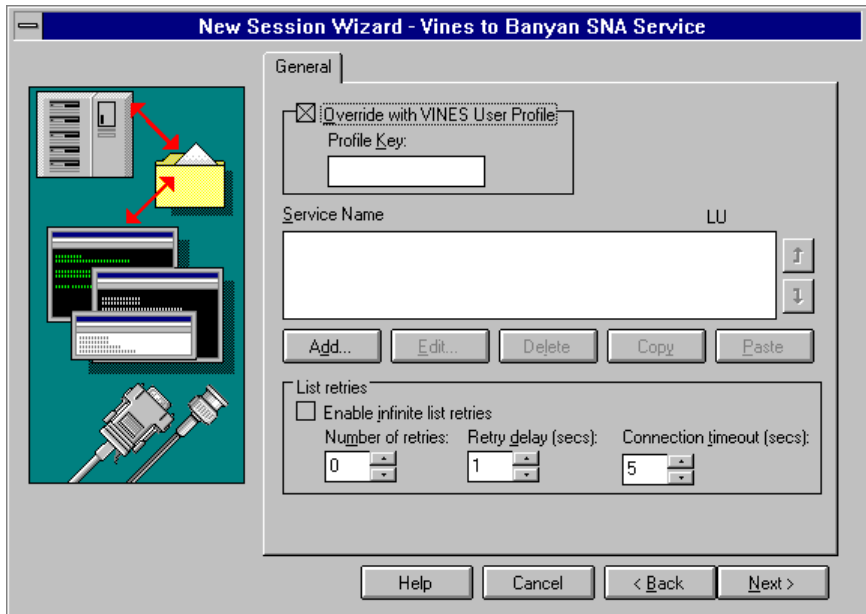 New Session Wizard - Vines to Banyan SNA Service
General
Override with VINES User Profile
Profile Key:
Service Name LU
Add... Edit... Delete Copy Paste
List retries
Enable infinite list retries
Number of retries: Retry delay (secs): Connection timeout (secs):
0 1 5
Help Cancel < Back Next >